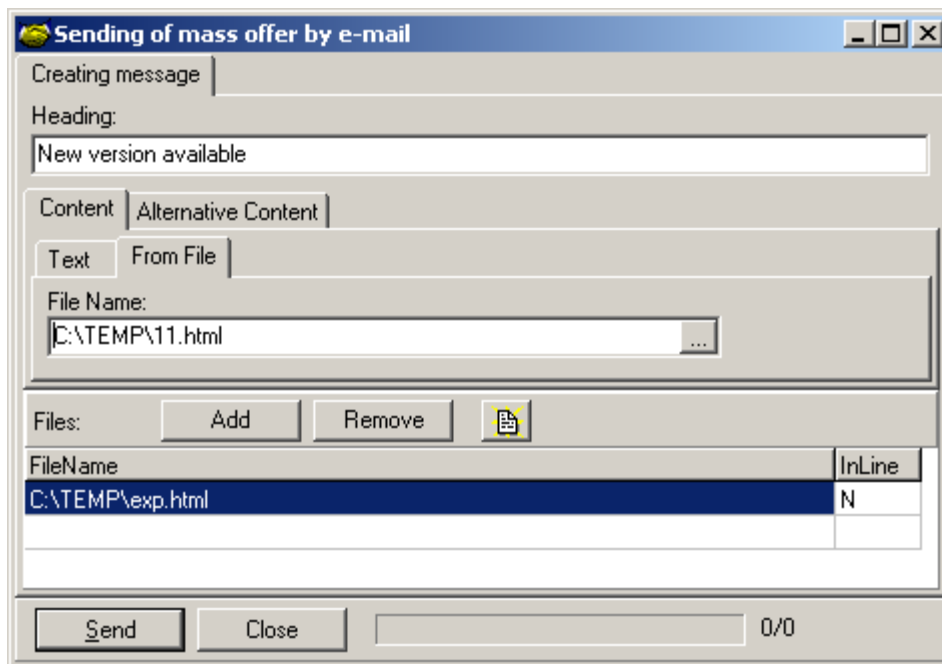 Sending of mass offer by e-mail
Creating message
Heading:
New version available
Content Alternative Content
Text From File
File Name:
C:\TEMP\11.html ...
Files: Add Remove
FileName InLine
C:\TEMP\exp.html N
Send Close 0/0